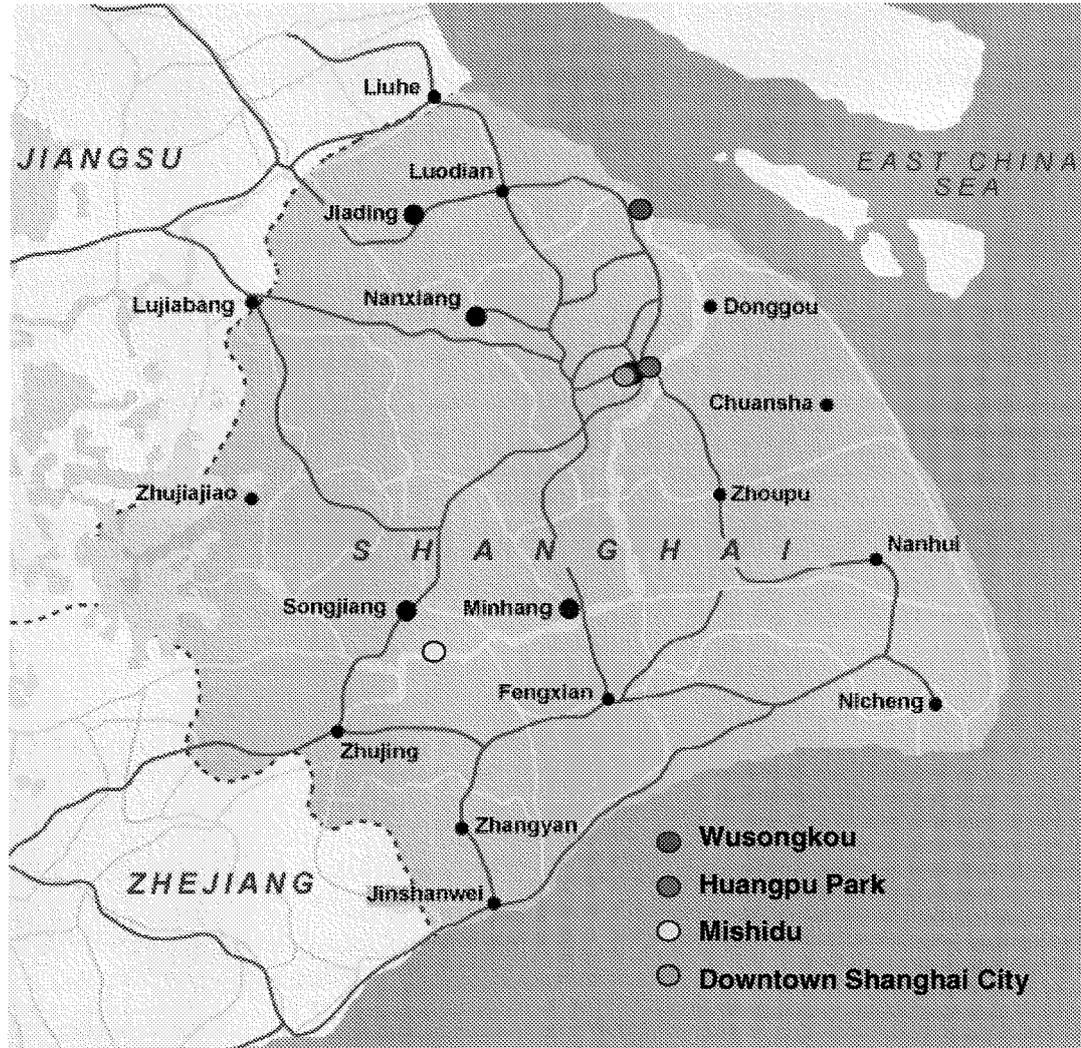 Liuhe
JIANGSU
EAST CHINA
SEA
Luodian
Jiading
Nanxiang
Lujiabang
Donggou
Chuansha
Zhujiajiao
Zhoupu
SHANGHAI
Nanhui
Songjiang
Minhang
Fengxian
Nicheng
Zhujing
Zhangyan
Wusongkou
ZHEJIANG
Huangpu Park
Jinshanwei
Mishidu
Downtown Shanghai City